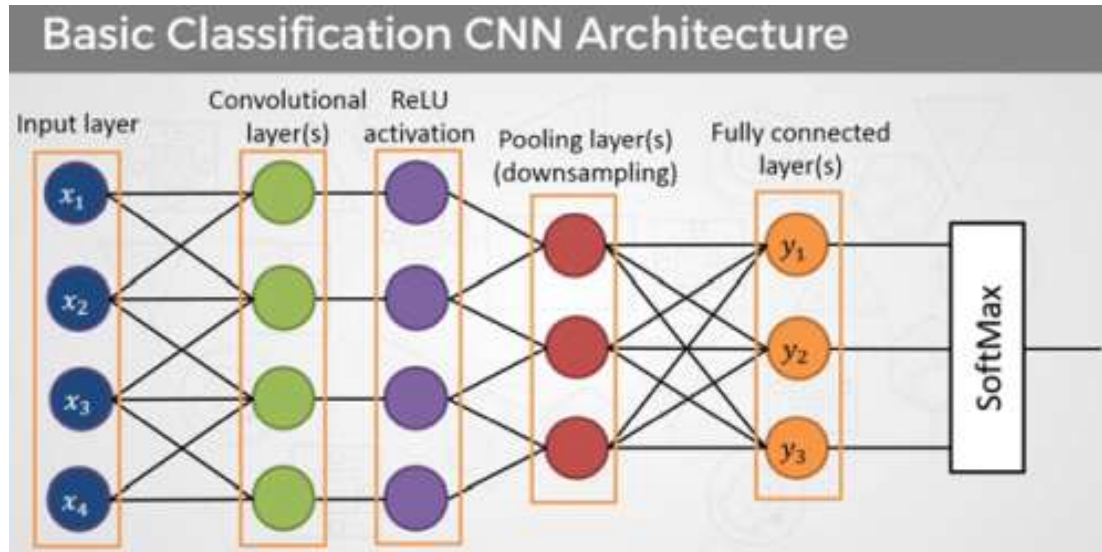 Basic Classification CNN Architecture
Input layer
Convolutional
layer(s)
ReLU
activation
Pooling layer(s)
(downsampling)
Fully connected
layer(s)
x₁
x₂
x₃
x₄
y₁
y₂
y₃
SoftMax